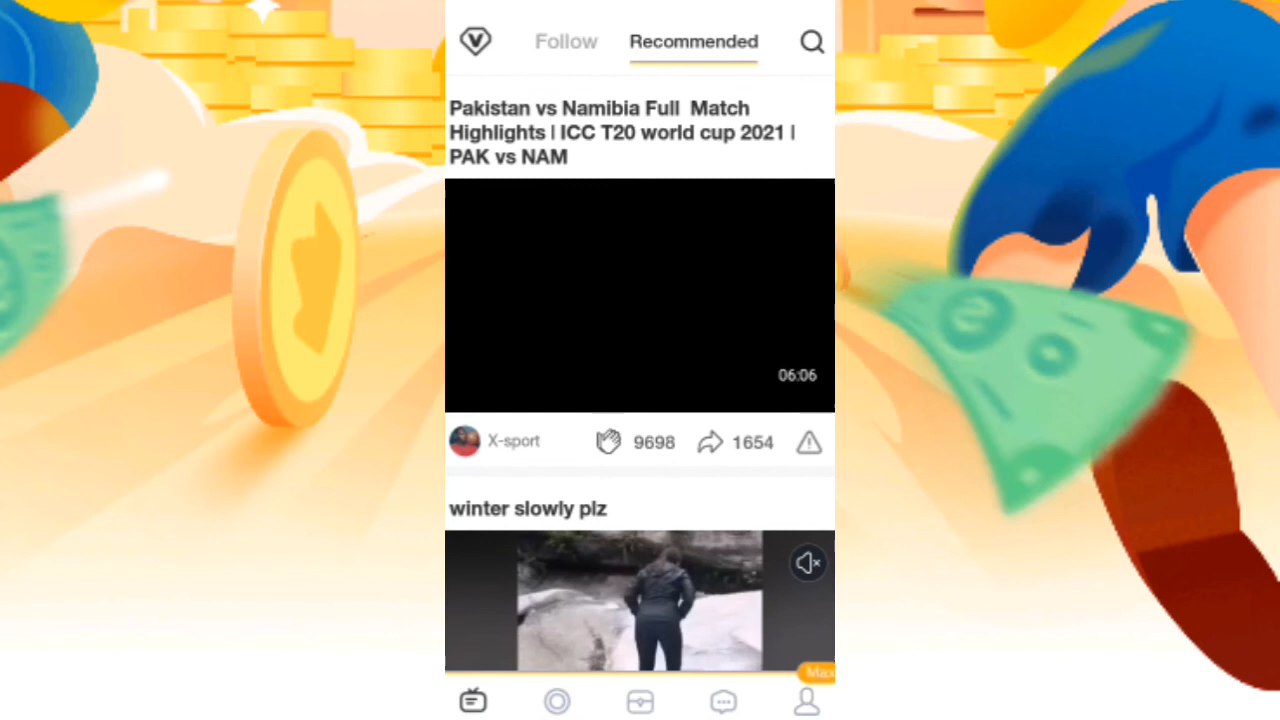 V
Follow Recommended
Pakistan vs Namibia Full Match
Highlights | ICC T20 world cup 2021 |
PAK vs NAM
06:06
X-sport 9698 1654
winter slowly plz
Max